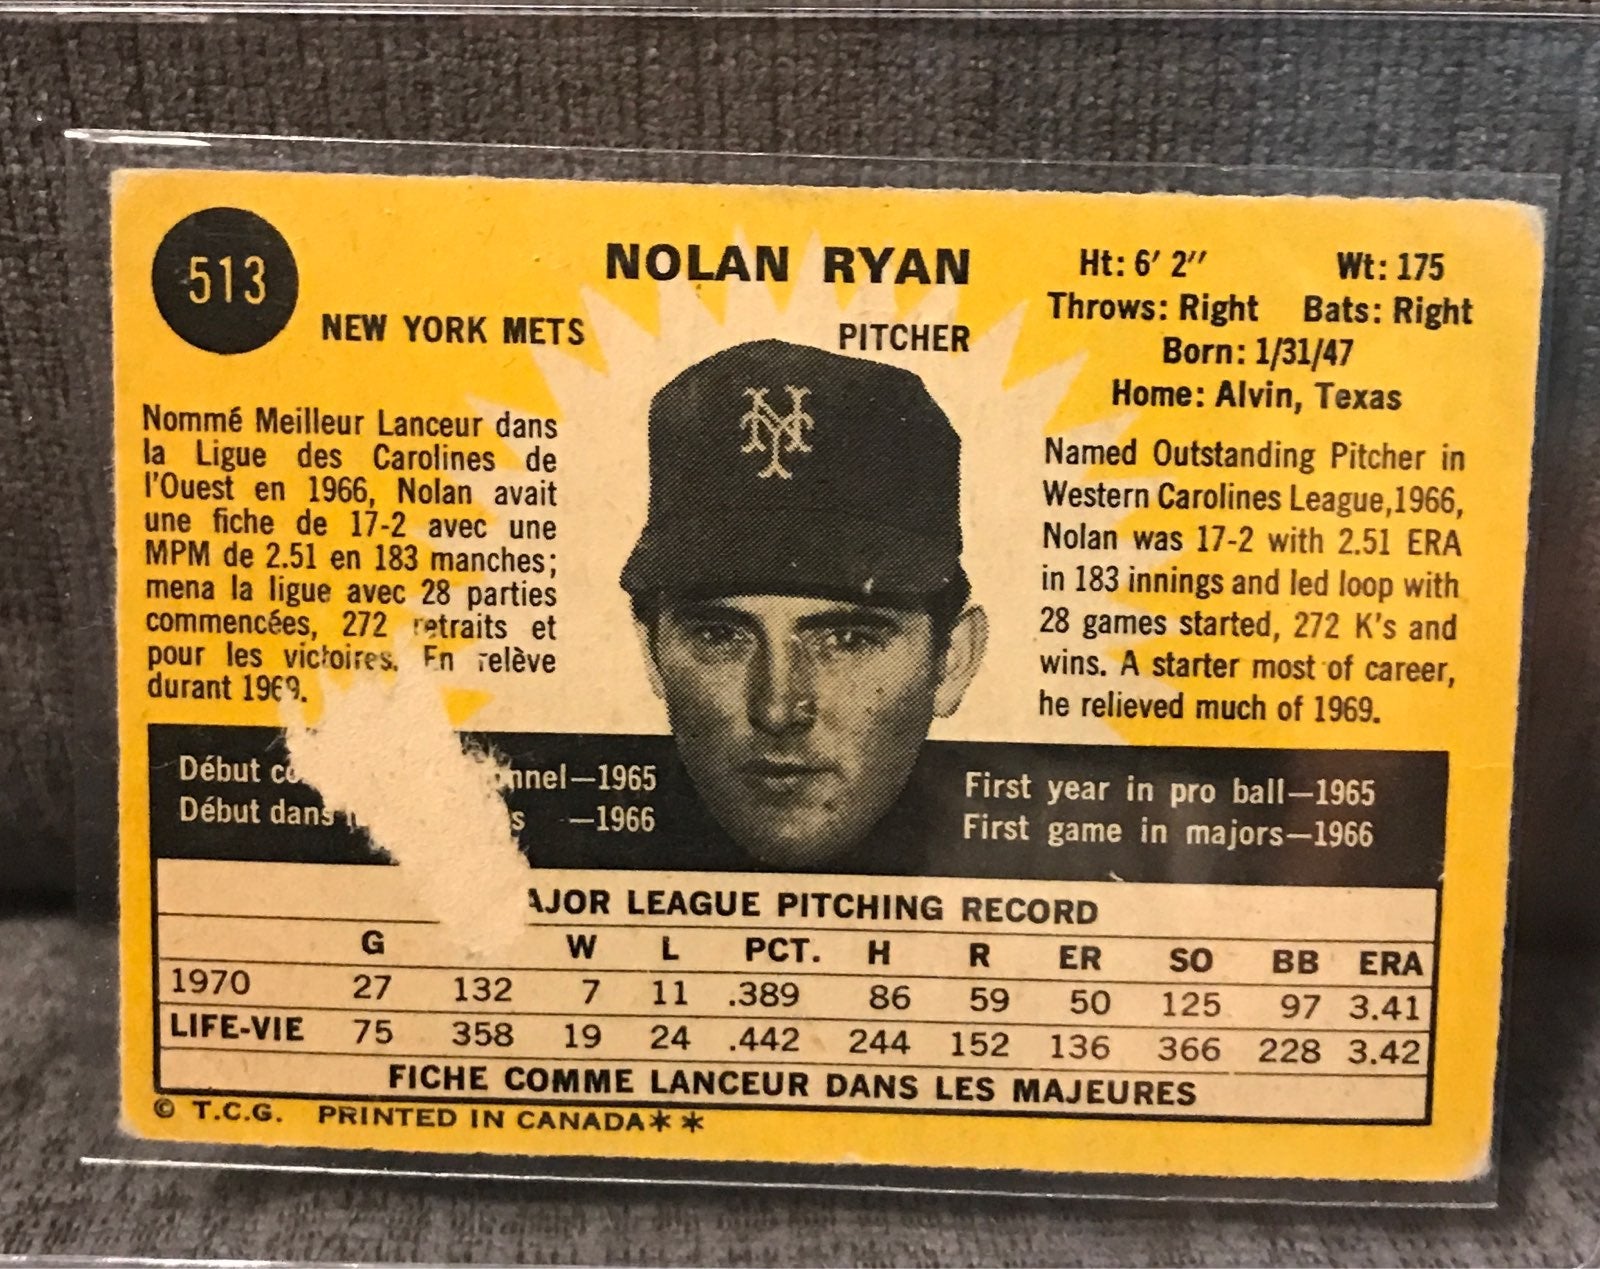 513
NOLAN RYAN
NEW YORK METS
PITCHER
Ht: 6' 2'' Wt: 175
Throws: Right Bats: Right
Born: 1/31/47
Home: Alvin, Texas
Nommé Meilleur Lanceur dans
la Ligue des Carolines de
l'Ouest en 1966, Nolan avait
une fiche de 17-2 avec une
MPM de 2.51 en 183 manches;
mena la ligue avec 28 parties
commencées, 272 retraits et
pour les victoires. En relève
durant 1969.
Named Outstanding Pitcher in
Western Carolines League,1966,
Nolan was 17-2 with 2.51 ERA
in 183 innings and led loop with
28 games started, 272 K's and
wins. A starter most of career,
he relieved much of 1969.
NY
Début —1965
Début dans —1966
First year in pro ball—1965
First game in majors—1966
LEAGUE PITCHING RECORD
G W L PCT. H R ER SO BB ERA
1970 27 132 7 11 .389 86 59 50 125 97 3.41
LIFE-VIE 75 358 19 24 .442 244 152 136 366 228 3.42
FICHE COMME LANCEUR DANS LES MAJEURES
© T.C.G. PRINTED IN CANADA**